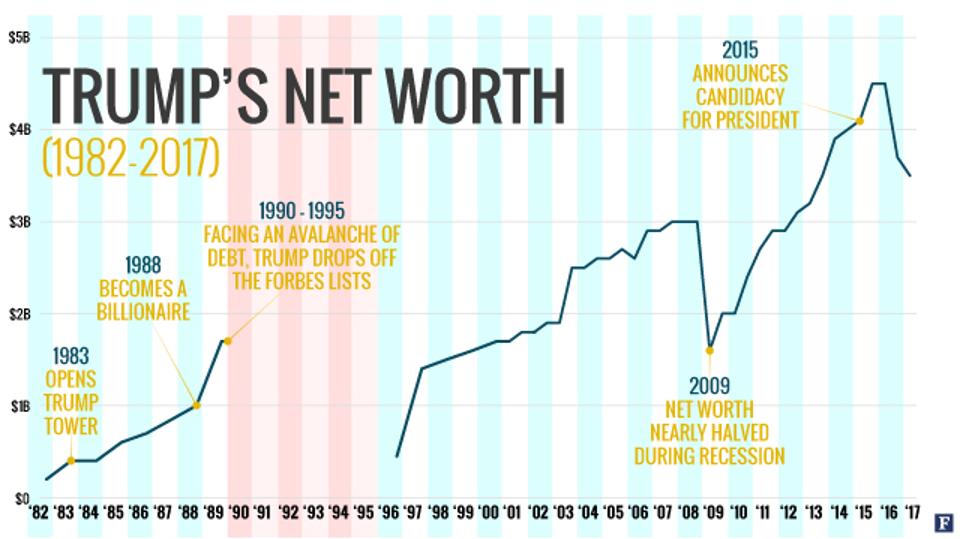 $5B
$4B
$3B
$2B
$1B
$0
TRUMP'S NET WORTH
(1982-2017)
1983
OPENS
TRUMP
TOWER
1988
BECOMES A
BILLIONAIRE
1990 - 1995
FACING AN AVALANCHE OF
DEBT, TRUMP DROPS OFF
THE FORBES LISTS
2009
NET WORTH
NEARLY HALVED
DURING RECESSION
2015
ANNOUNCES
CANDIDACY
FOR PRESIDENT
'82 '83 '84 '85 '86 '87 '88 '89 '90 '91 '92 '93 '94 '95 '96 '97 '98 '99 '00 '01 '02 '03 '04 '05 '06 '07 '08 '09 '10 '11 '12 '13 '14 '15 '16 '17
F